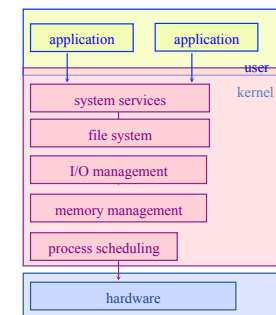 application application
user
kernel
system services
file system
I/O management
memory management
process scheduling
hardware